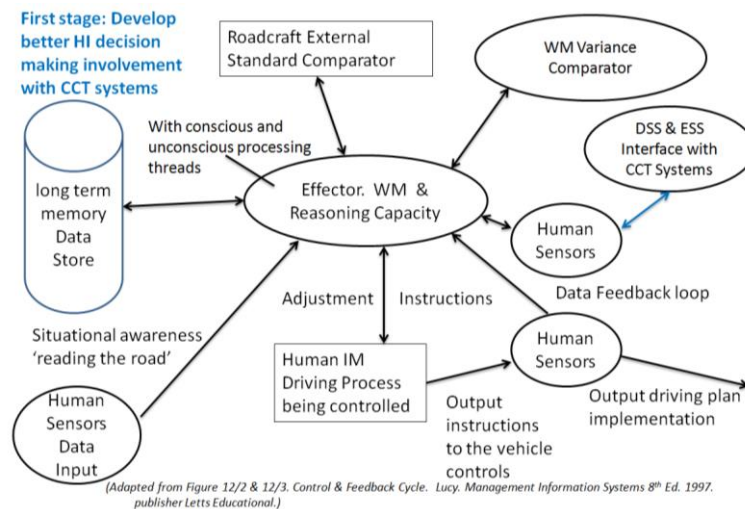 First stage: Develop
better HI decision
making involvement
with CCT systems
Roadcraft External
Standard Comparator
WM Variance
Comparator
With conscious and
unconscious processing
threads
DSS & ESS
Interface with
CCT Systems
long term
memory
Data
Store
Effector. WM &
Reasoning Capacity
Human
Sensors
Adjustment
Instructions
Data Feedback loop
Situational awareness
'reading the road'
Human IM
Driving Process
being controlled
Human
Sensors
Human
Sensors
Data
Input
Output
instructions
to the vehicle
controls
Output driving plan
implementation
(Adapted from Figure 12/2 & 12/3. Control & Feedback Cycle. Lucy. Management Information Systems 8th Ed. 1997.
publisher Letts Educational.)